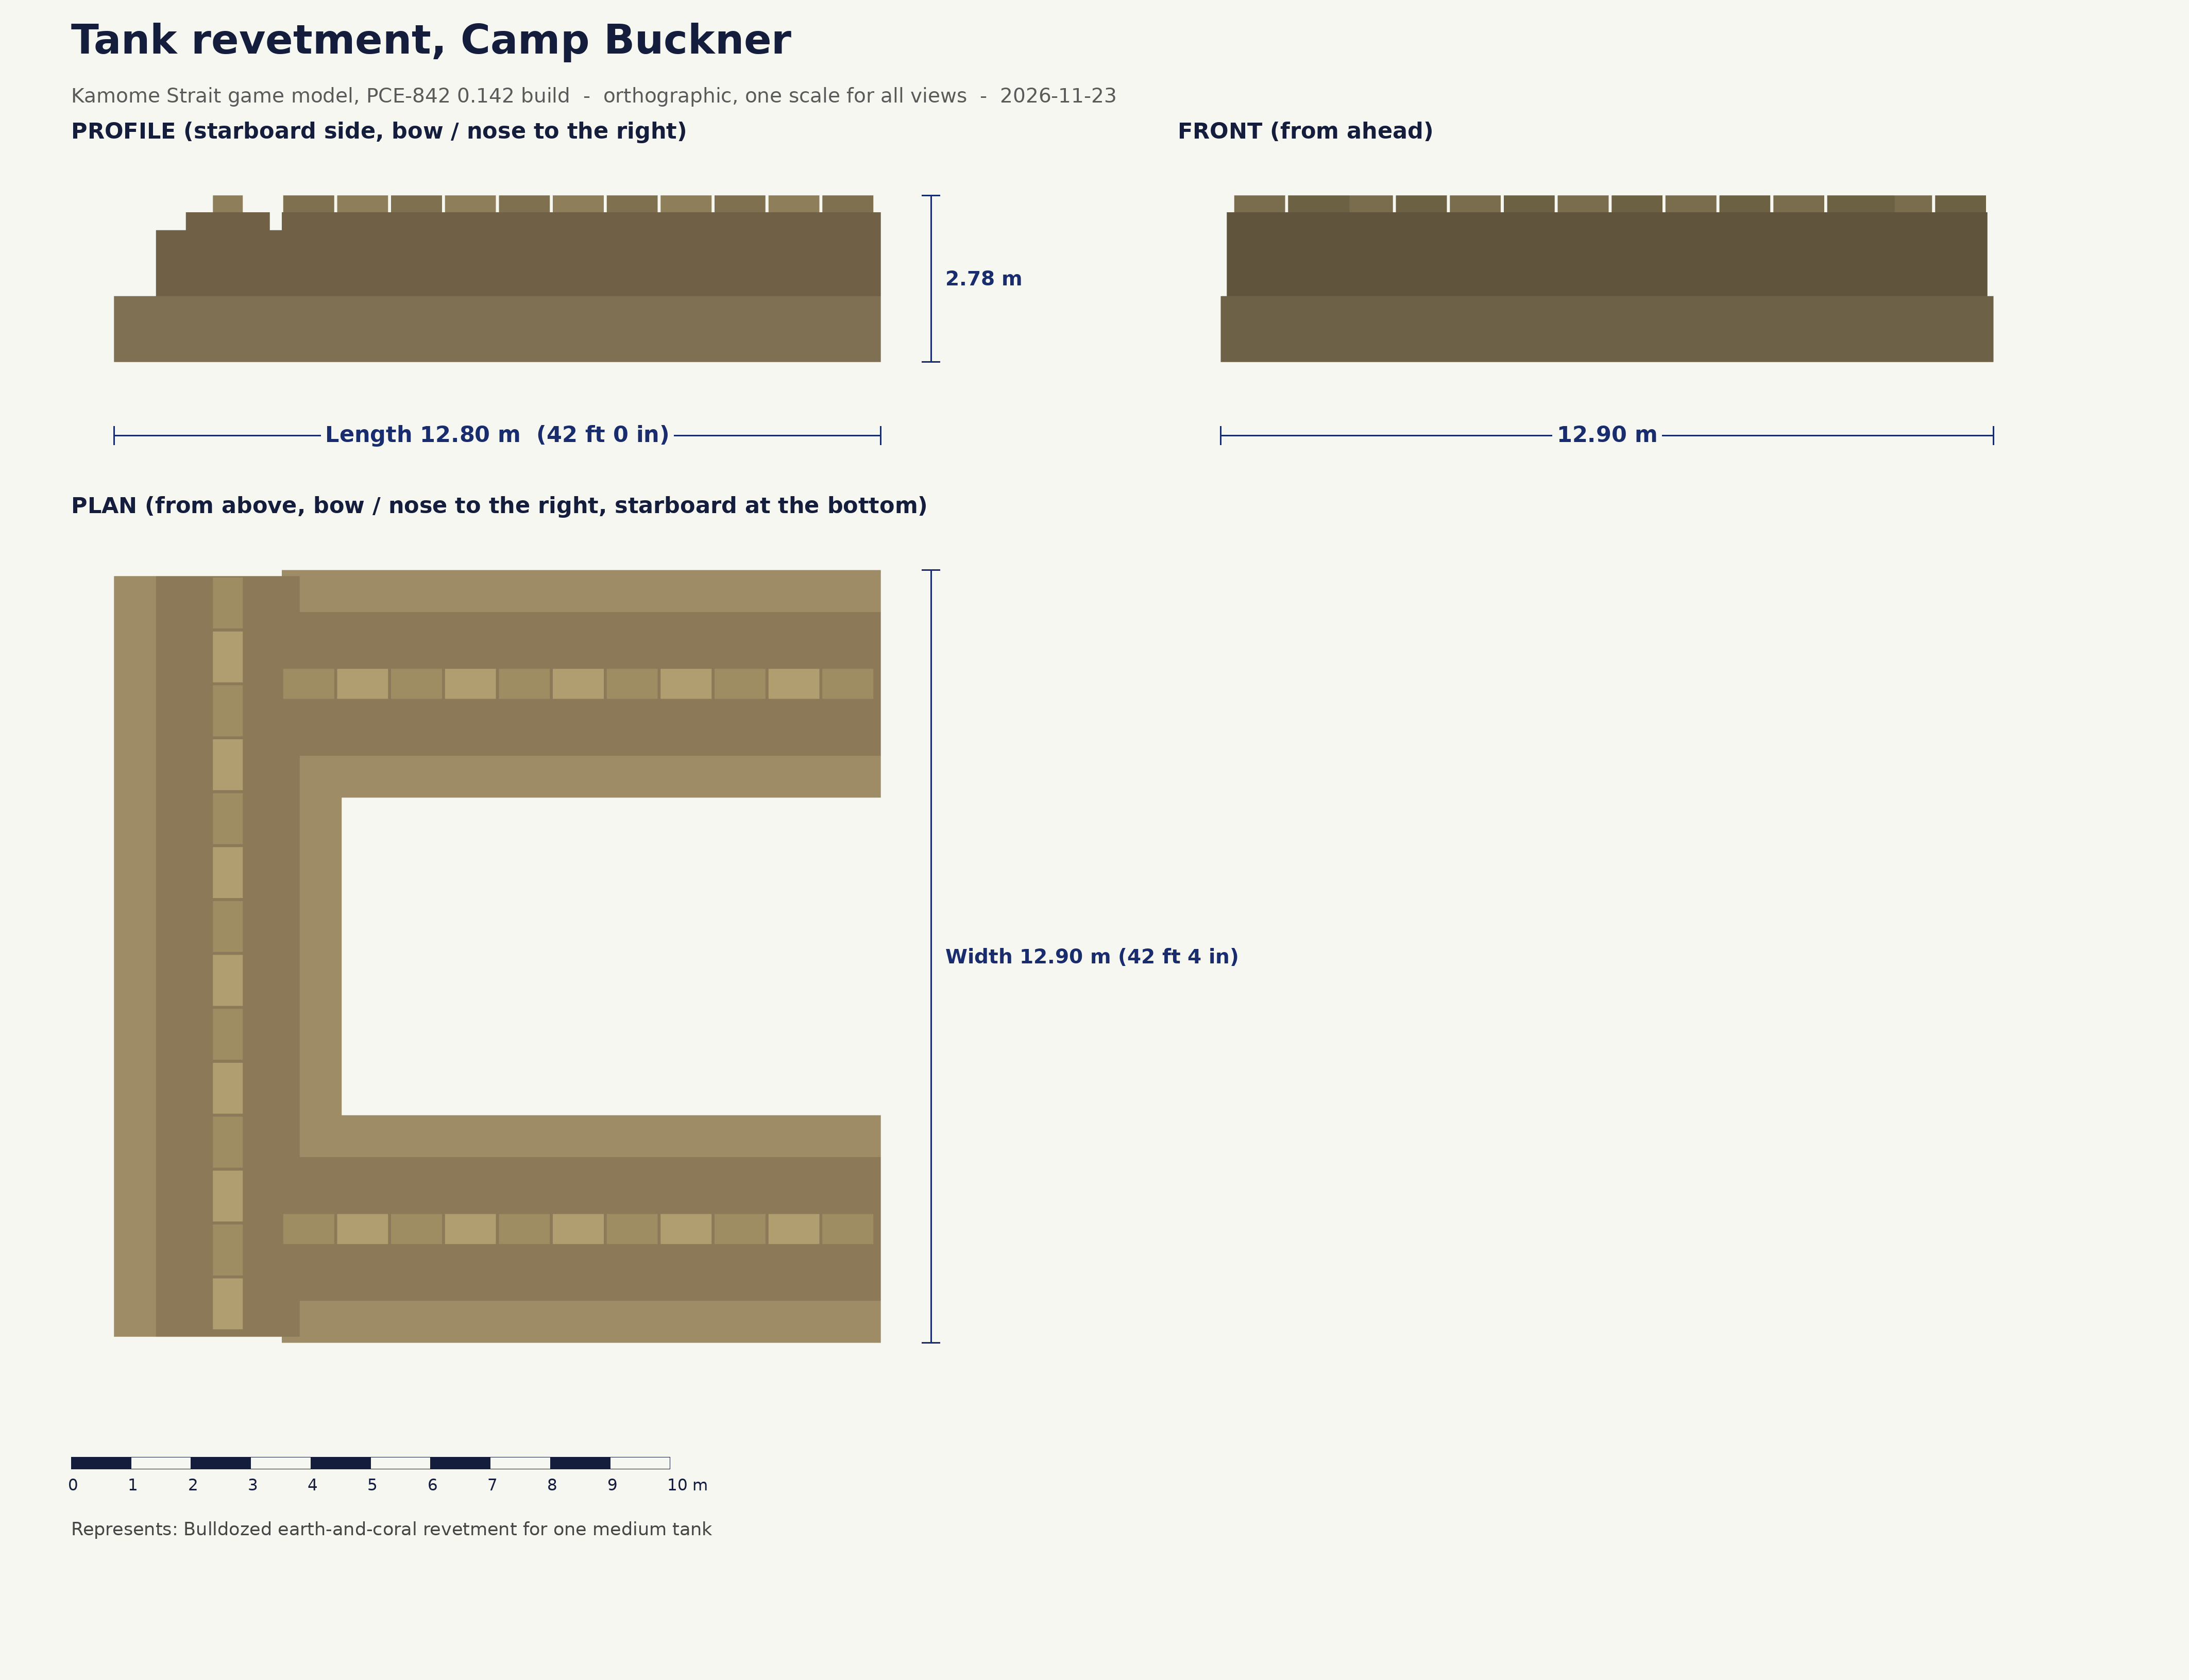 Tank revetment, Camp Buckner
Kamome Strait game model, PCE-842 0.142 build  -  orthographic, one scale for all views  -  2026-11-23
PROFILE (starboard side, bow / nose to the right)
FRONT (from ahead)
2.78 m
Length 12.80 m  (42 ft 0 in)
12.90 m
PLAN (from above, bow / nose to the right, starboard at the bottom)
Width 12.90 m (42 ft 4 in)
0 1 2 3 4 5 6 7 8 9 10 m
Represents: Bulldozed earth-and-coral revetment for one medium tank